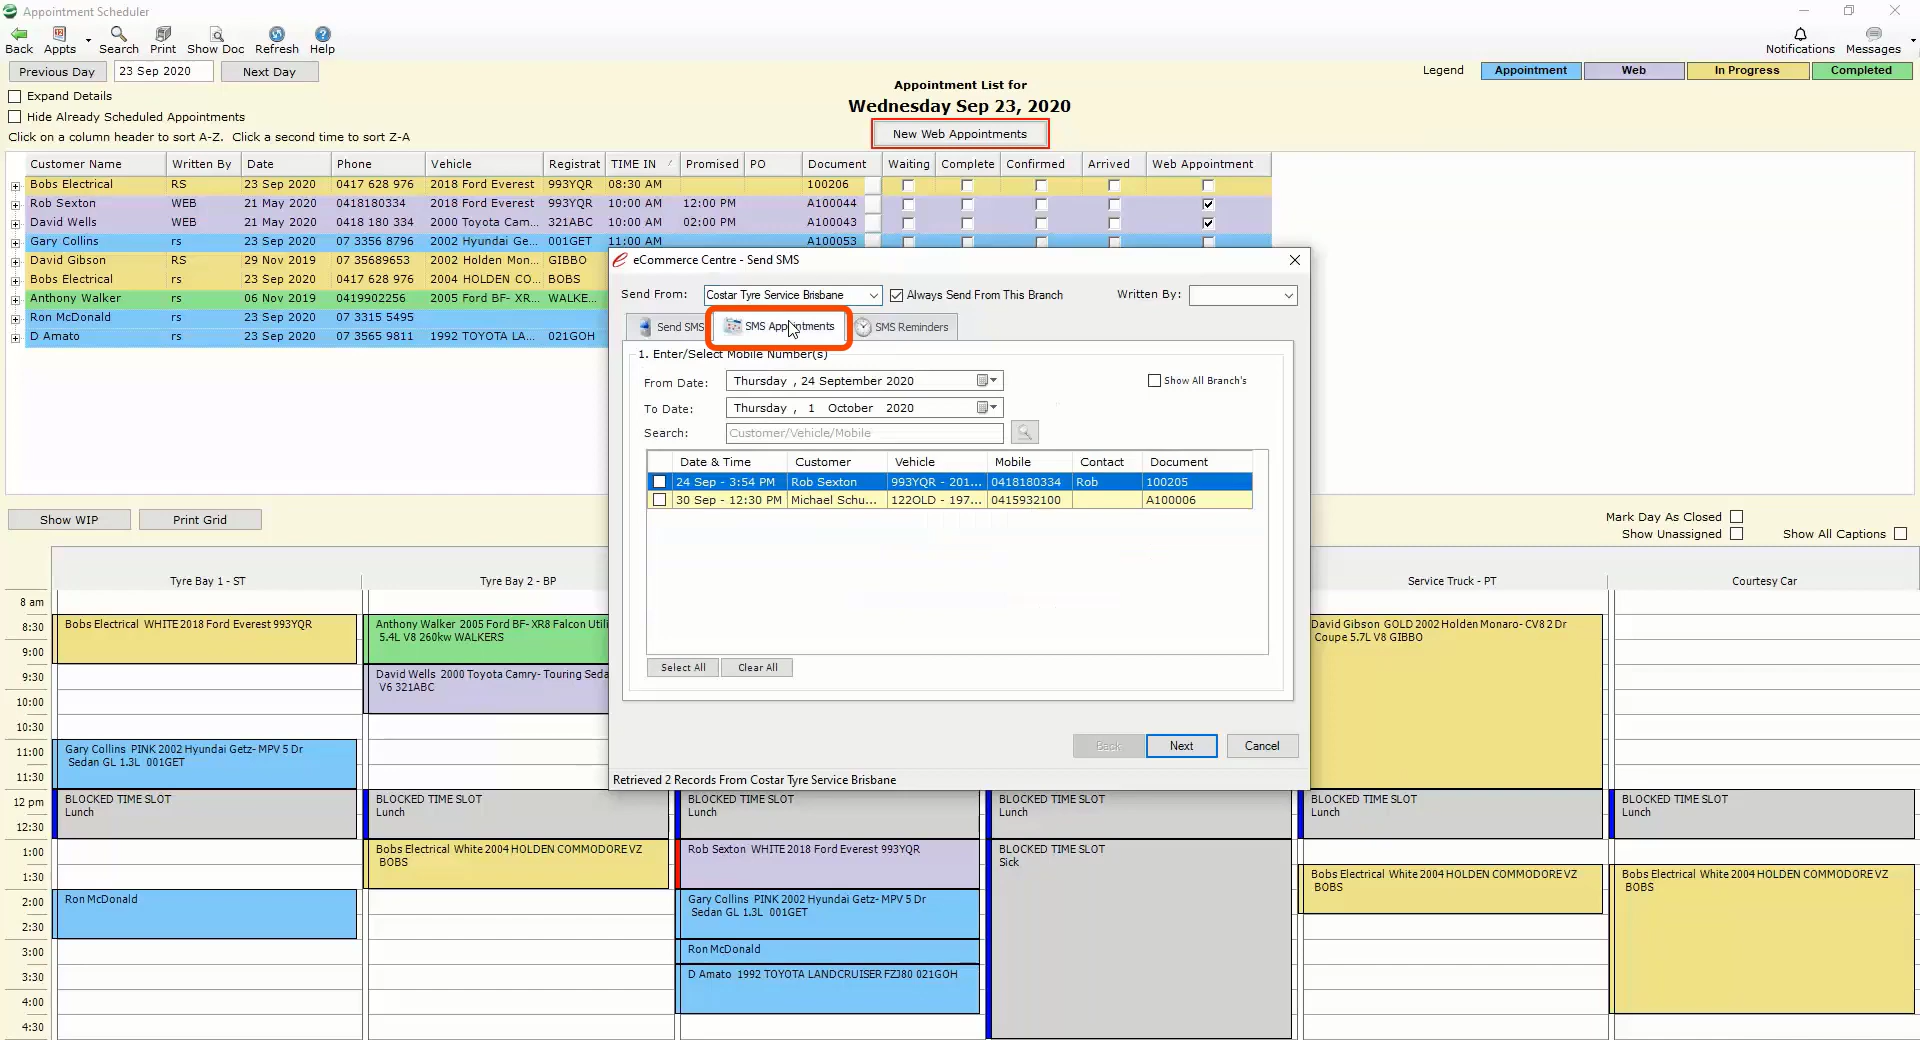 Appointment Scheduler
Back Appts Search Print Show Doc Refresh Help Notifications Messages
Previous Day 23 Sep 2020 Next Day Legend Appointment Web In Progress Completed
Appointment List for
Expand Details
Wednesday Sep 23, 2020
Hide Already Scheduled Appointments
New Web Appointments
Click on a column header to sort A-Z. Click a second time to sort Z-A
Customer Name Written By Date Phone Vehicle Registrat TIME IN Promised PO Document Waiting Complete Confirmed Arrived Web Appointment
Bobs Electrical RS 23 Sep 2020 0417 628 976 2018 Ford Everest 993YQR 08:30 AM 100206
Rob Sexton WEB 21 May 2020 0418180334 2018 Ford Everest 993YQR 10:00 AM 12:00 PM A100044
David Wells WEB 21 May 2020 0418 180 334 2000 Toyota Cam... 321ABC 10:00 AM 02:00 PM A100043
Gary Collins rs 23 Sep 2020 07 3356 8796 2002 Hyundai Ge... 001GET 11:00 AM A100053
David Gibson RS 29 Nov 2019 07 35689653 2002 Holden Mon... GIBBO
Bobs Electrical rs 23 Sep 2020 0417 628 976 2004 HOLDEN CO... BOBS
Anthony Walker rs 06 Nov 2019 0419902256 2005 Ford BF- XR... WALKE...
Ron McDonald rs 23 Sep 2020 07 3315 5495
D Amato rs 23 Sep 2020 07 3565 9811 1992 TOYOTA LA... 021GOH
eCommerce Centre - Send SMS
Send From: Costar Tyre Service Brisbane Always Send From This Branch Written By:
Send SMS SMS Appointments SMS Reminders
1. Enter/Select Mobile Number(s)
From Date: Thursday , 24 September 2020 Show All Branch's
To Date: Thursday , 1 October 2020
Search: Customer/Vehicle/Mobile
Date & Time Customer Vehicle Mobile Contact Document
24 Sep - 3:54 PM Rob Sexton 993YQR - 201... 0418180334 Rob 100205
30 Sep - 12:30 PM Michael Schu... 122OLD - 197... 0415932100 A100006
Select All Clear All
Back Next Cancel
Retrieved 2 Records From Costar Tyre Service Brisbane
Show WIP Print Grid
Mark Day As Closed
Show Unassigned Show All Captions
Tyre Bay 1 - ST Tyre Bay 2 - BP Service Truck - PT Courtesy Car
8 am
8:30
9:00
9:30
10:00
10:30
11:00
11:30
12 pm
12:30
1:00
1:30
2:00
2:30
3:00
3:30
4:00
4:30
Bobs Electrical WHITE 2018 Ford Everest 993YQR
Gary Collins PINK 2002 Hyundai Getz- MPV 5 Dr
Sedan GL 1.3L 001GET
BLOCKED TIME SLOT
Lunch
Ron McDonald
Anthony Walker 2005 Ford BF- XR8 Falcon Utili
5.4L V8 260kw WALKERS
David Wells 2000 Toyota Camry- Touring Seda
V6 321ABC
BLOCKED TIME SLOT
Lunch
Bobs Electrical White 2004 HOLDEN COMMODORE VZ
BOBS
BLOCKED TIME SLOT
Lunch
Rob Sexton WHITE 2018 Ford Everest 993YQR
Gary Collins PINK 2002 Hyundai Getz- MPV 5 Dr
Sedan GL 1.3L 001GET
Ron McDonald
D Amato 1992 TOYOTA LANDCRUISER FZJ80 021GOH
BLOCKED TIME SLOT
Lunch
BLOCKED TIME SLOT
Sick
David Gibson GOLD 2002 Holden Monaro- CV8 2 Dr
Coupe 5.7L V8 GIBBO
BLOCKED TIME SLOT
Lunch
Bobs Electrical White 2004 HOLDEN COMMODORE VZ
BOBS
BLOCKED TIME SLOT
Lunch
Bobs Electrical White 2004 HOLDEN COMMODORE VZ
BOBS